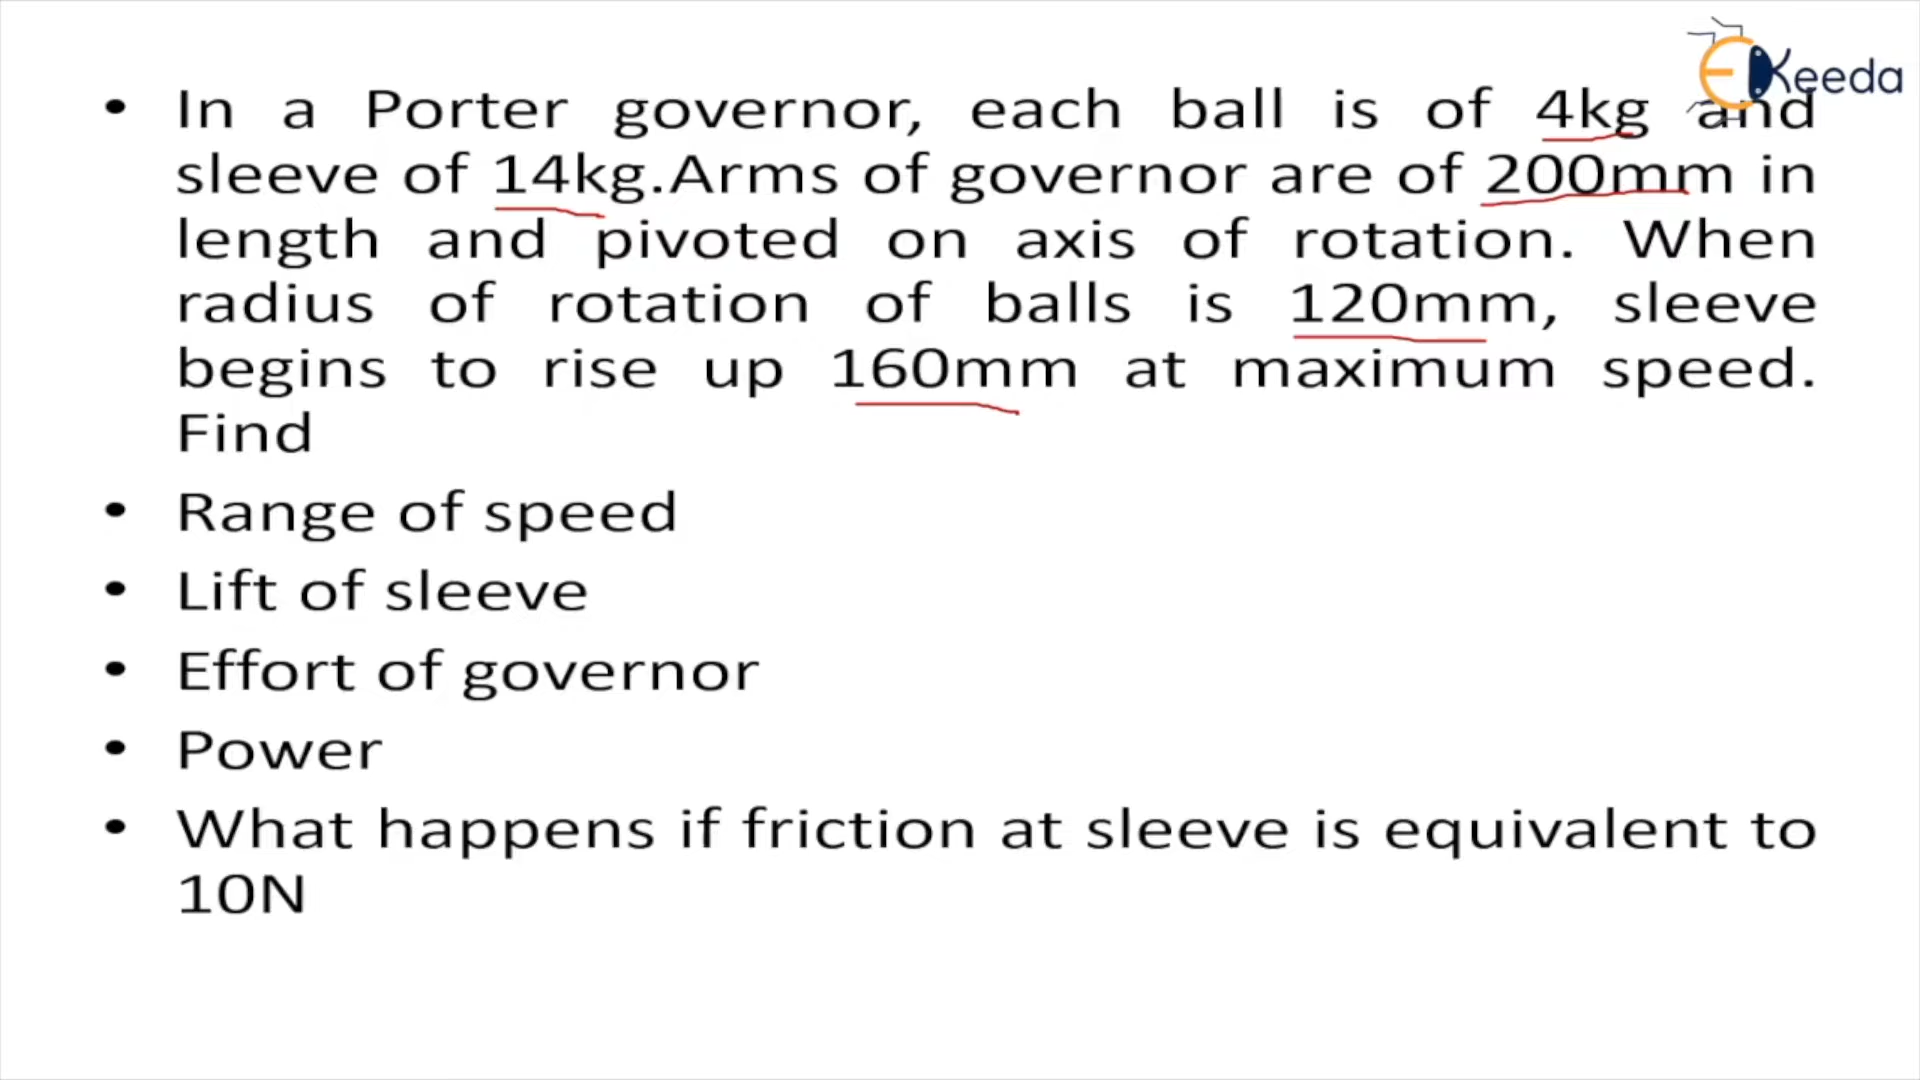 EKeeda
• In a Porter governor, each ball is of 4kg and
sleeve of 14kg.Arms of governor are of 200mm in
length and pivoted on axis of rotation. When
radius of rotation of balls is 120mm, sleeve
begins to rise up 160mm at maximum speed.
Find
• Range of speed
• Lift of sleeve
• Effort of governor
• Power
• What happens if friction at sleeve is equivalent to
10N